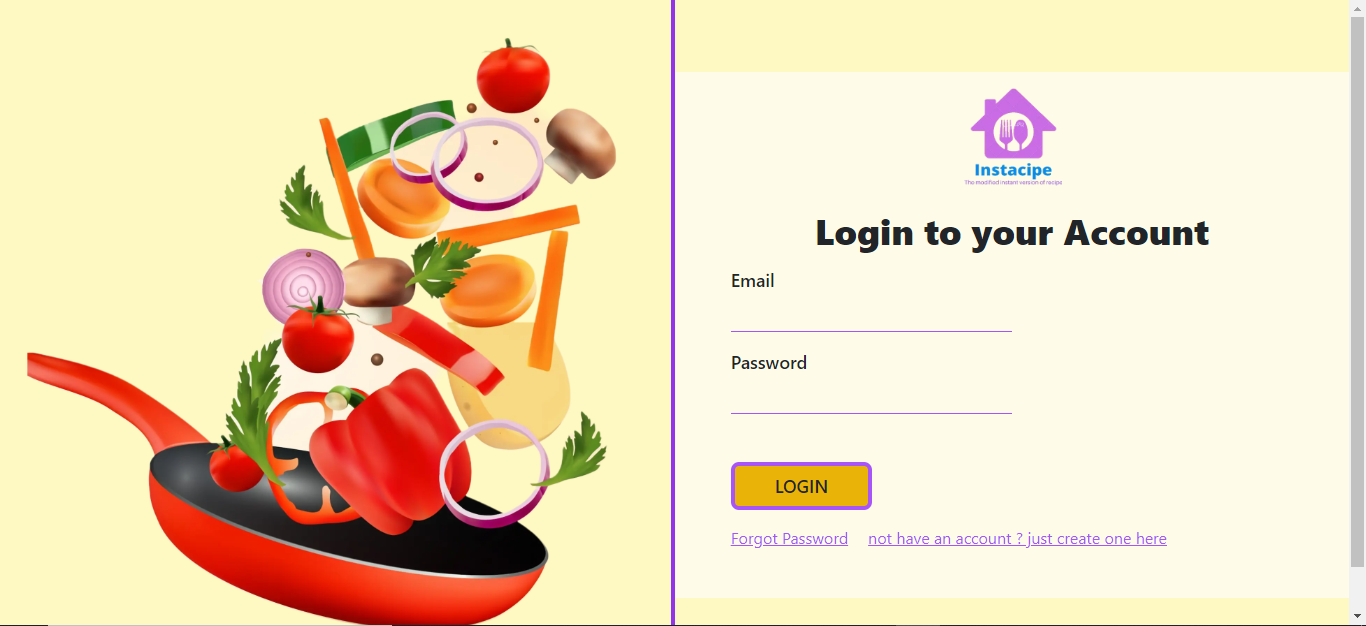 Instacipe
The modified instant version of recipe
Login to your Account
Email
Password
LOGIN
Forgot Password
not have an account ? just create one here